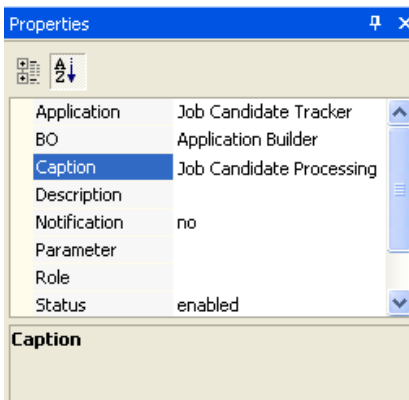 Properties
Application Job Candidate Tracker
BO Application Builder
Caption Job Candidate Processing
Description
Notification no
Parameter
Role
Status enabled
Caption